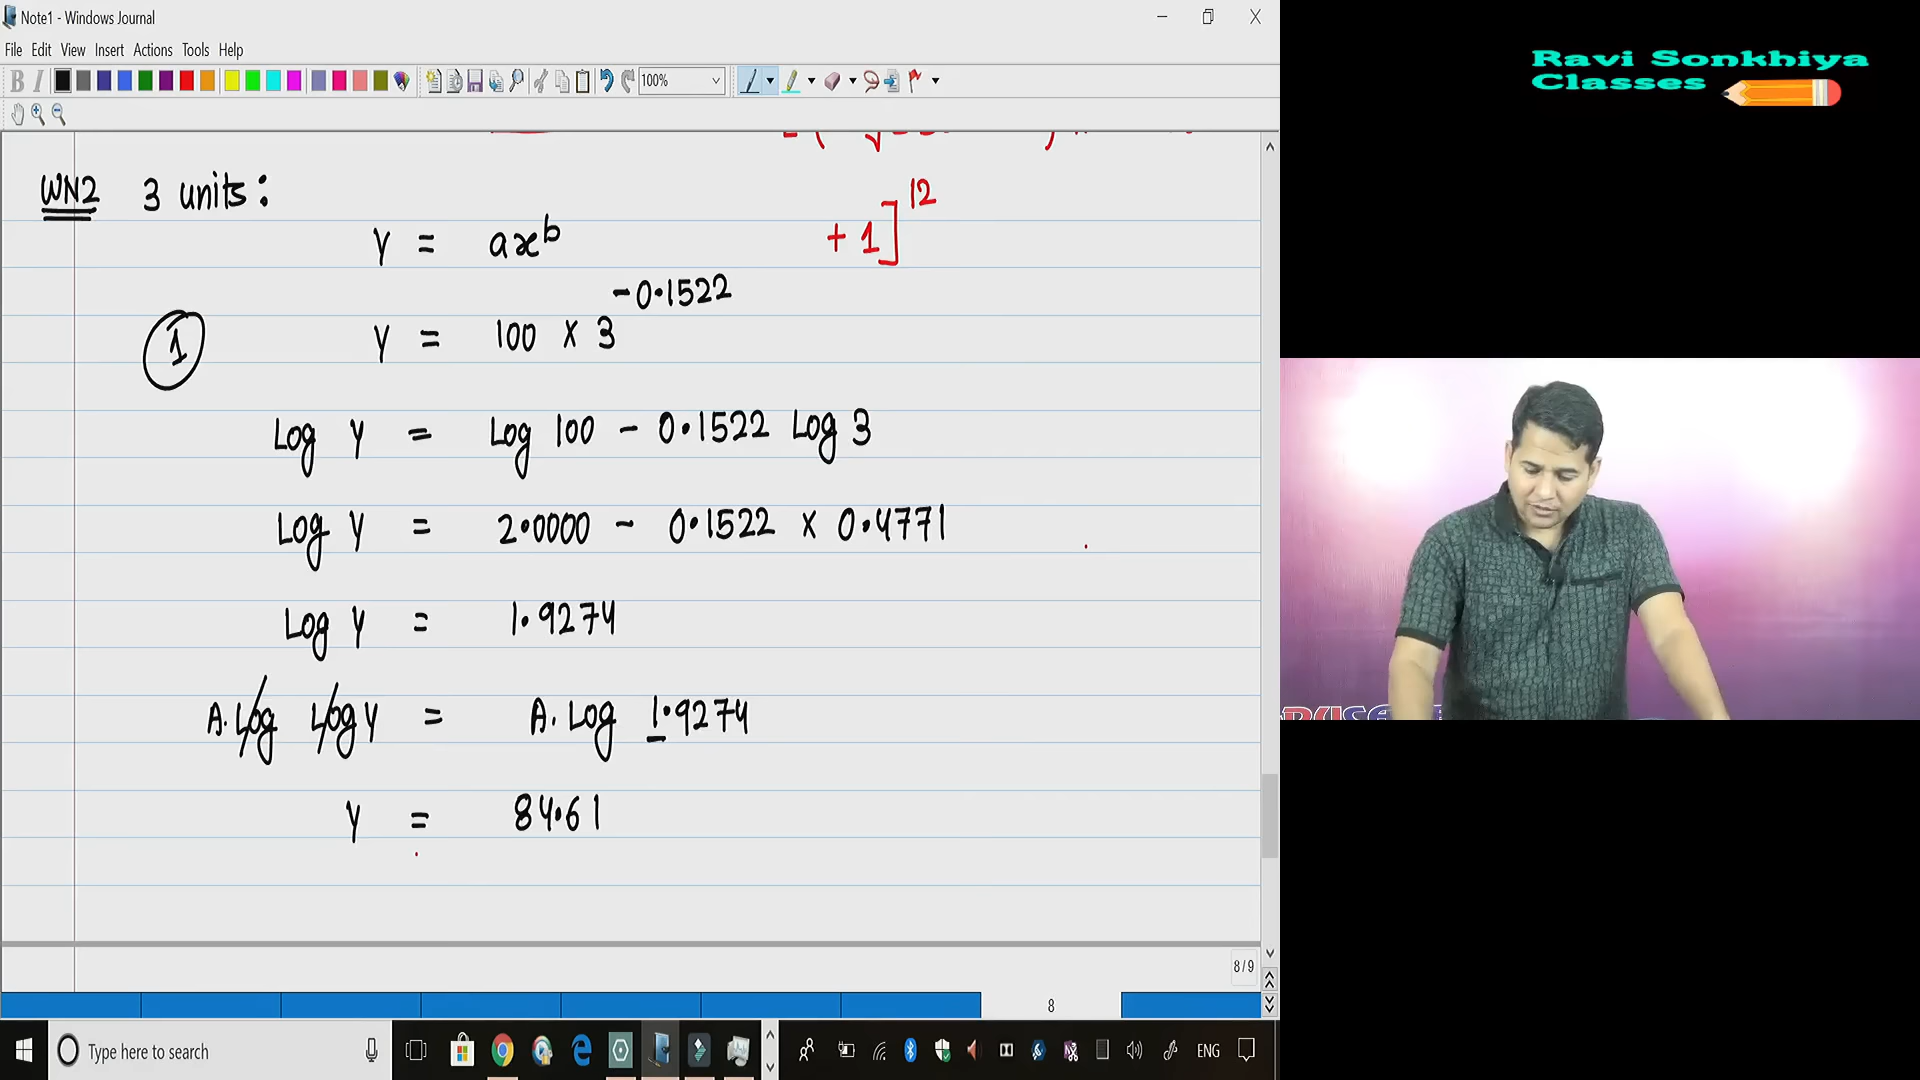 Note1 - Windows Journal
File Edit View Insert Actions Tools Help
100%
Ravi Sonkhiya
Classes
WN2 3 units:
+ 1]¹²
Y = axᵇ
-0.1522
① Y = 100 × 3
Log Y = Log 100 - 0.1522 Log 3
Log Y = 2.0000 - 0.1522 × 0.4771
Log Y = 1.9274
A. Log Log Y = A. Log 1.9274
Y = 84.61
8/9
8
Type here to search
ENG